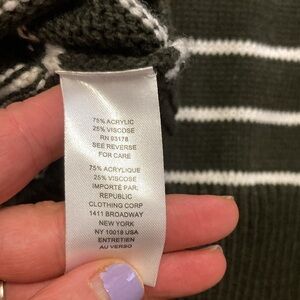 75% ACRYLIC
25% VISCOSE
RN 93178
SEE REVERSE
FOR CARE
75% ACRYLIQUE
25% VISCOSE
IMPORTÉ PAR.
REPUBLIC
CLOTHING CORP
1411 BROADWAY
NEW YORK
NY 10018 USA
ENTRETIEN
AU VERSO